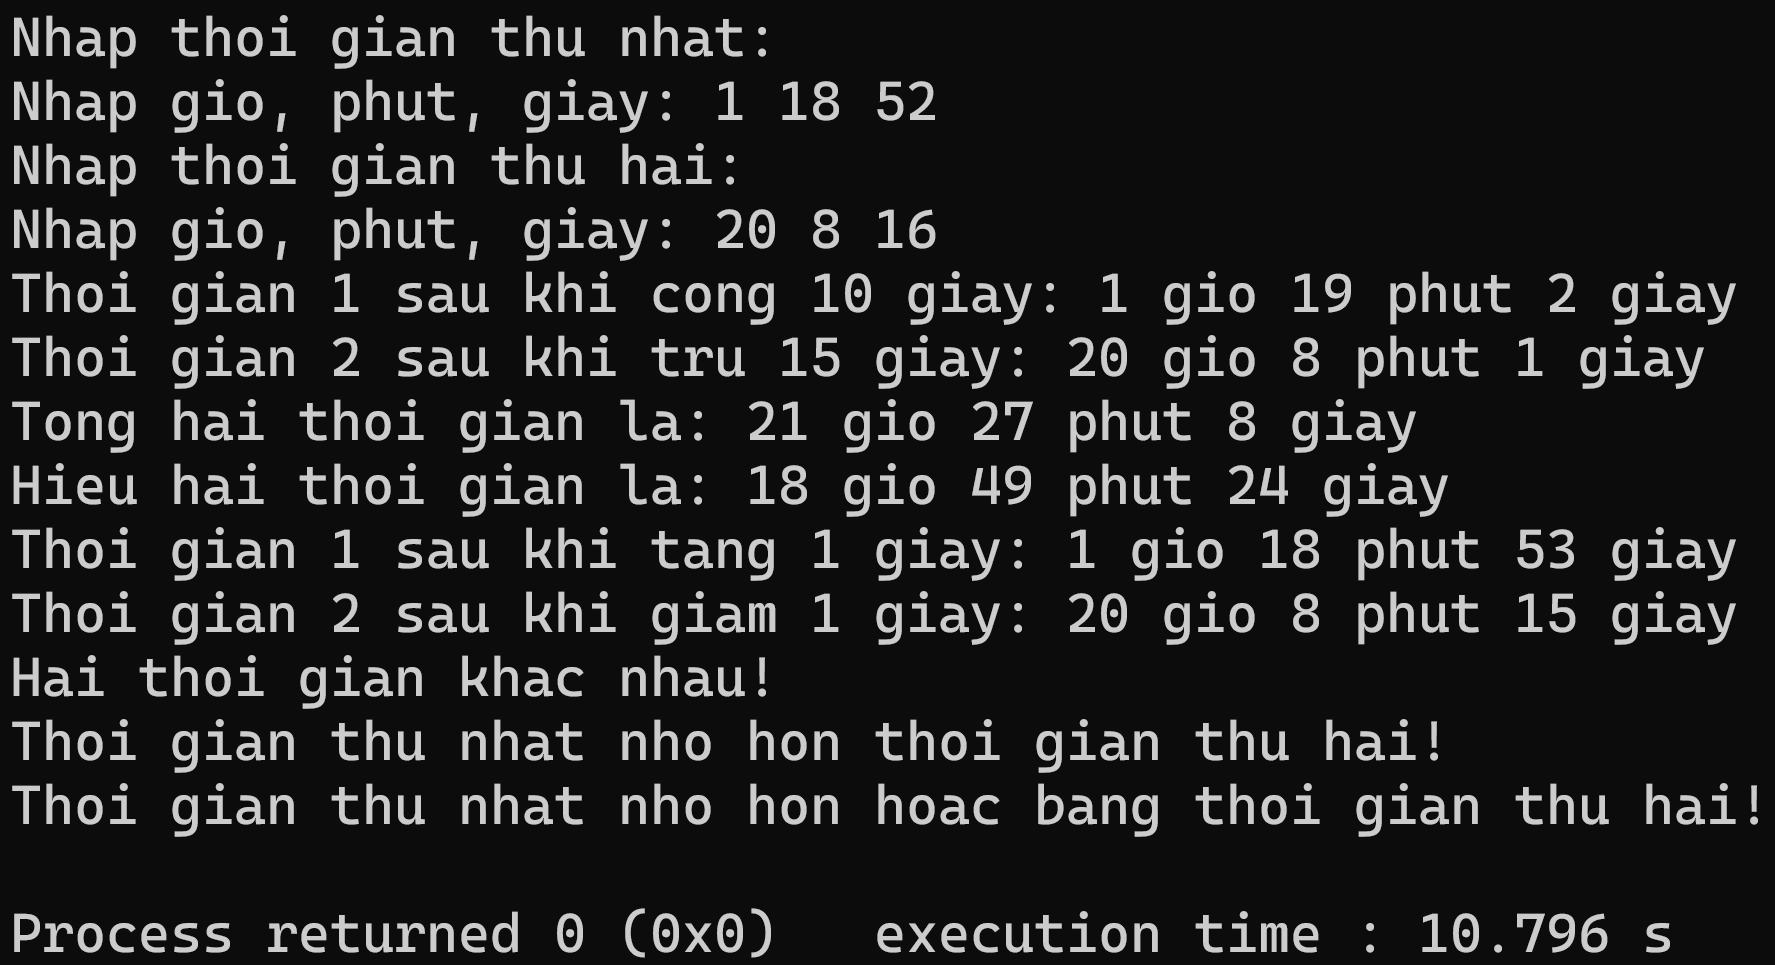 Nhap thoi gian thu nhat:
Nhap gio, phut, giay: 1 18 52
Nhap thoi gian thu hai:
Nhap gio, phut, giay: 20 8 16
Thoi gian 1 sau khi cong 10 giay: 1 gio 19 phut 2 giay
Thoi gian 2 sau khi tru 15 giay: 20 gio 8 phut 1 giay
Tong hai thoi gian la: 21 gio 27 phut 8 giay
Hieu hai thoi gian la: 18 gio 49 phut 24 giay
Thoi gian 1 sau khi tang 1 giay: 1 gio 18 phut 53 giay
Thoi gian 2 sau khi giam 1 giay: 20 gio 8 phut 15 giay
Hai thoi gian khac nhau!
Thoi gian thu nhat nho hon thoi gian thu hai!
Thoi gian thu nhat nho hon hoac bang thoi gian thu hai!
Process returned 0 (0x0)   execution time : 10.796 s